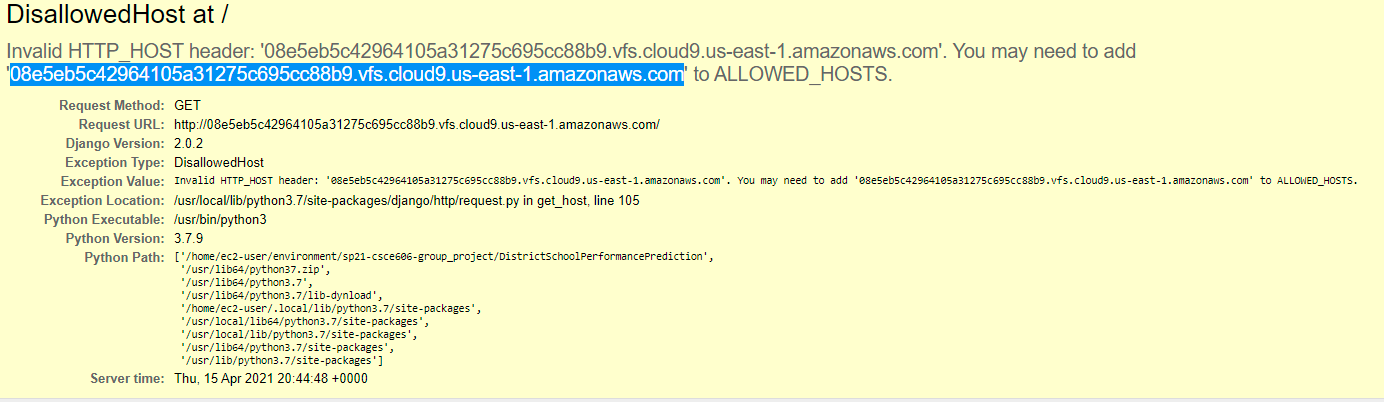 DisallowedHost at /
Invalid HTTP_HOST header: '08e5eb5c42964105a31275c695cc88b9.vfs.cloud9.us-east-1.amazonaws.com'. You may need to add
'08e5eb5c42964105a31275c695cc88b9.vfs.cloud9.us-east-1.amazonaws.com' to ALLOWED_HOSTS.
Request Method: GET
Request URL: http://08e5eb5c42964105a31275c695cc88b9.vfs.cloud9.us-east-1.amazonaws.com/
Django Version: 2.0.2
Exception Type: DisallowedHost
Exception Value: Invalid HTTP_HOST header: '08e5eb5c42964105a31275c695cc88b9.vfs.cloud9.us-east-1.amazonaws.com'. You may need to add '08e5eb5c42964105a31275c695cc88b9.vfs.cloud9.us-east-1.amazonaws.com' to ALLOWED_HOSTS.
Exception Location: /usr/local/lib/python3.7/site-packages/django/http/request.py in get_host, line 105
Python Executable: /usr/bin/python3
Python Version: 3.7.9
Python Path: ['/home/ec2-user/environment/sp21-csce606-group_project/DistrictSchoolPerformancePrediction',
'/usr/lib64/python37.zip',
'/usr/lib64/python3.7',
'/usr/lib64/python3.7/lib-dynload',
'/home/ec2-user/.local/lib/python3.7/site-packages',
'/usr/local/lib64/python3.7/site-packages',
'/usr/local/lib/python3.7/site-packages',
'/usr/lib64/python3.7/site-packages',
'/usr/lib/python3.7/site-packages']
Server time: Thu, 15 Apr 2021 20:44:48 +0000